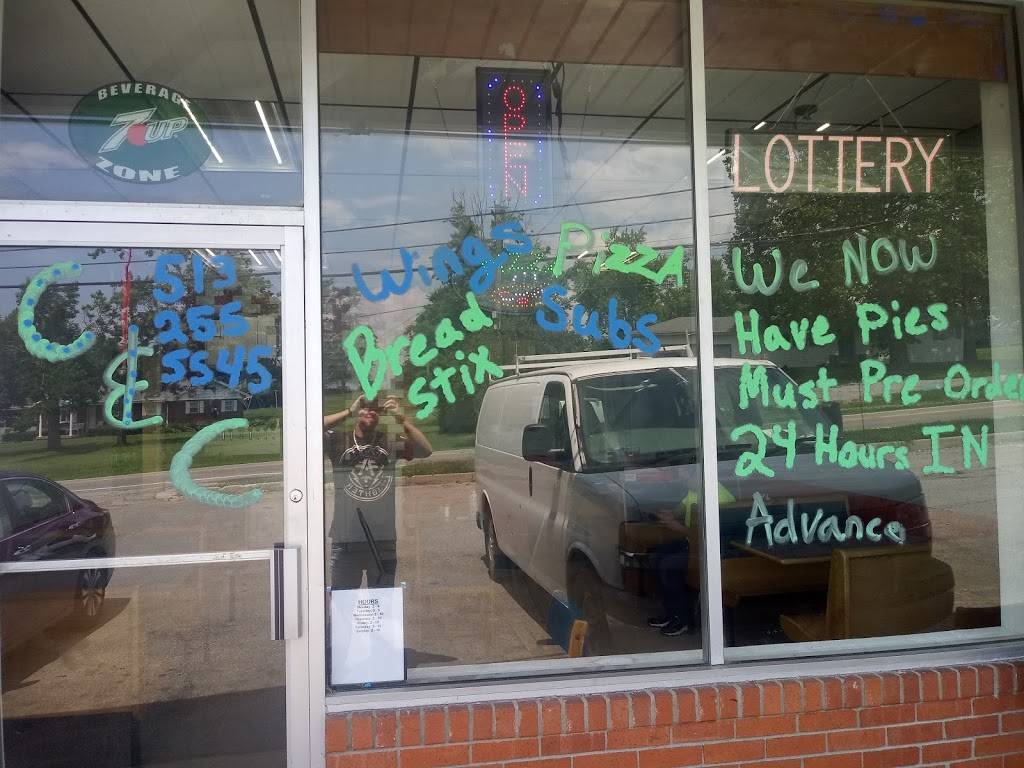 BEVERAG
7UP
ZONE
OPEN
LOTTERY
C & C
513
255
5545
Wings Pizza
Bread Subs
Stix
We Now
Have Pies
Must Pre Order
24 Hours IN
Advance
HOURS